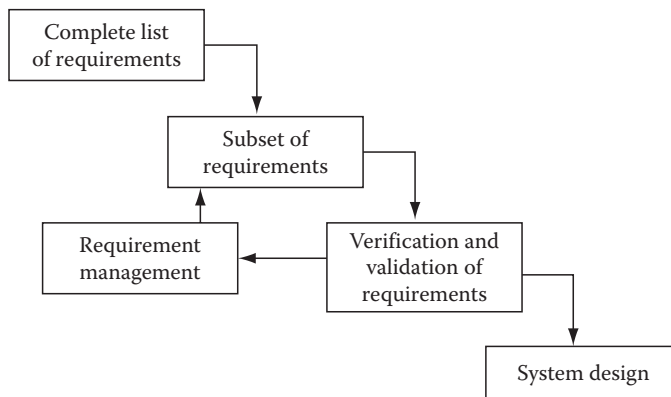 Complete list
of requirements
Subset of
requirements
Requirement
management
Verification and
validation of
requirements
System design